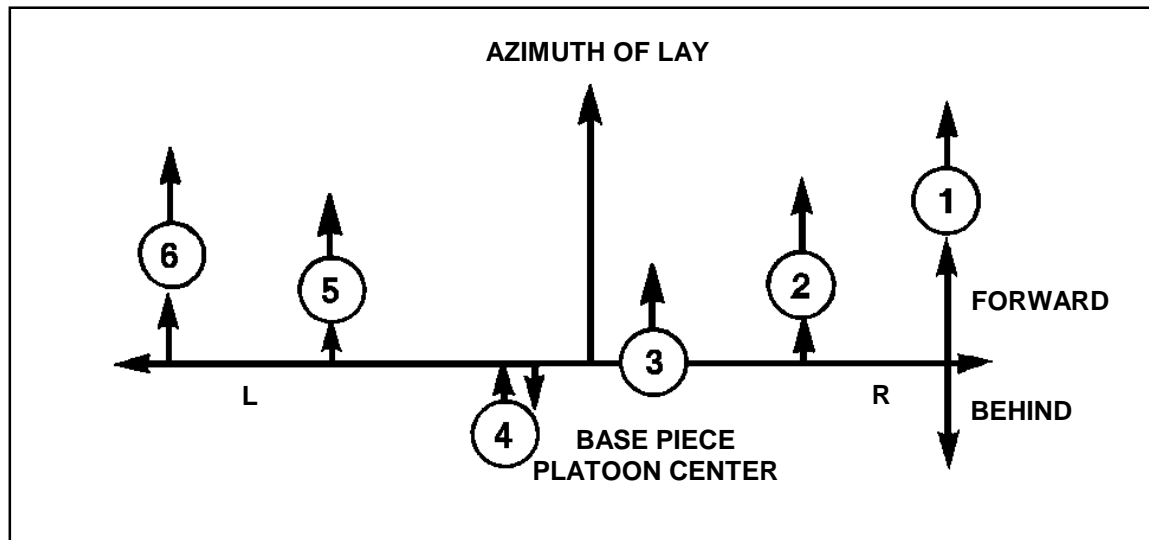 AZIMUTH OF LAY
1
6
2
5
FORWARD
3
L
R
BEHIND
4
BASE PIECE
PLATOON CENTER